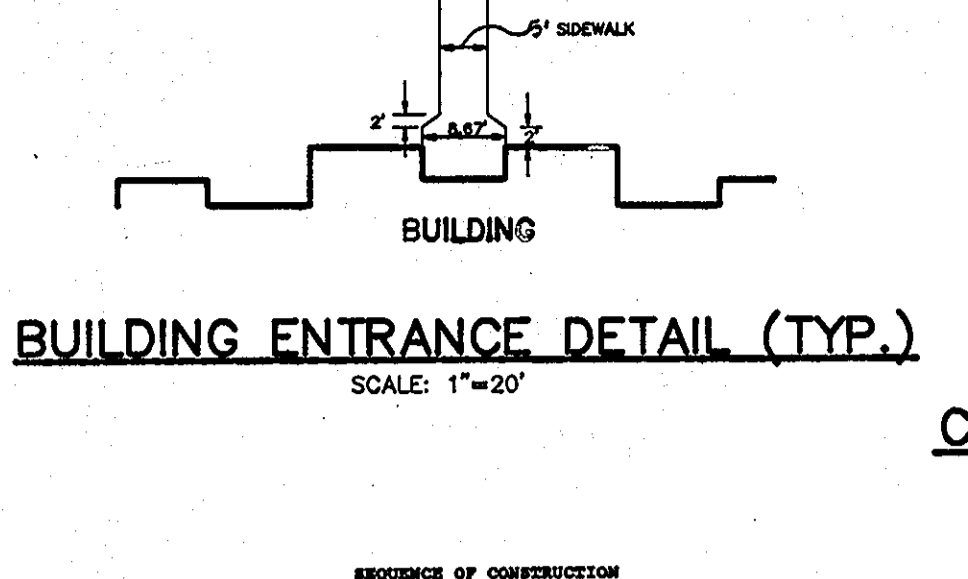 5' SIDEWALK
2'
8.67'
2'
BUILDING
BUILDING ENTRANCE DETAIL (TYP.)
SCALE: 1"=20'
C
SEQUENCE OF CONSTRUCTION